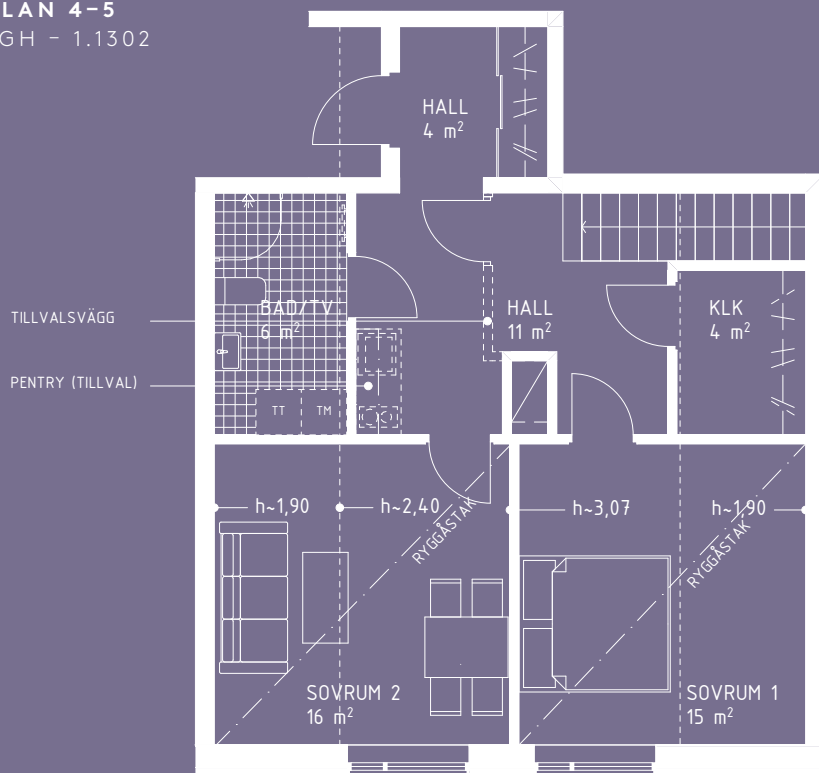 LAN 4-5
GH - 1.1302
HALL
4 m²
BAD/TV
6 m²
HALL
11 m²
KLK
4 m²
TILLVALSVÄGG
PENTRY (TILLVAL)
TT
TM
h~1,90
h~2,40
h~3,07
h~1,90
RYGGÅSTAK
RYGGÅSTAK
SOVRUM 2
16 m²
SOVRUM 1
15 m²